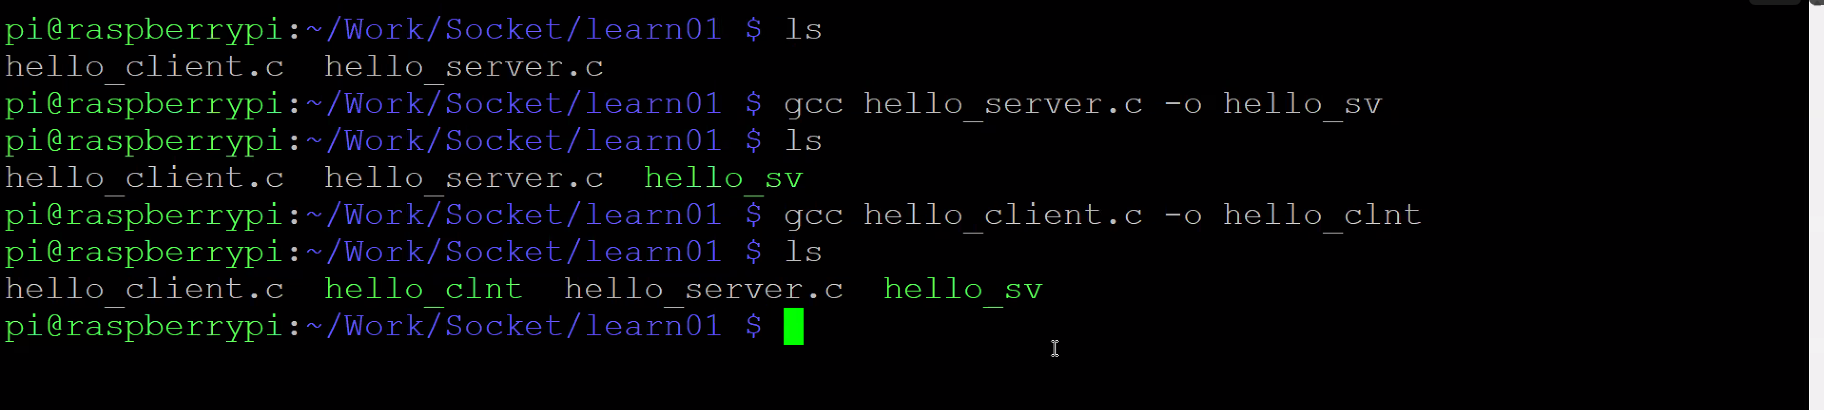 pi@raspberrypi:~/Work/Socket/learn01 $ ls
hello_client.c  hello_server.c
pi@raspberrypi:~/Work/Socket/learn01 $ gcc hello_server.c -o hello_sv
pi@raspberrypi:~/Work/Socket/learn01 $ ls
hello_client.c  hello_server.c  hello_sv
pi@raspberrypi:~/Work/Socket/learn01 $ gcc hello_client.c -o hello_clnt
pi@raspberrypi:~/Work/Socket/learn01 $ ls
hello_client.c  hello_clnt  hello_server.c  hello_sv
pi@raspberrypi:~/Work/Socket/learn01 $